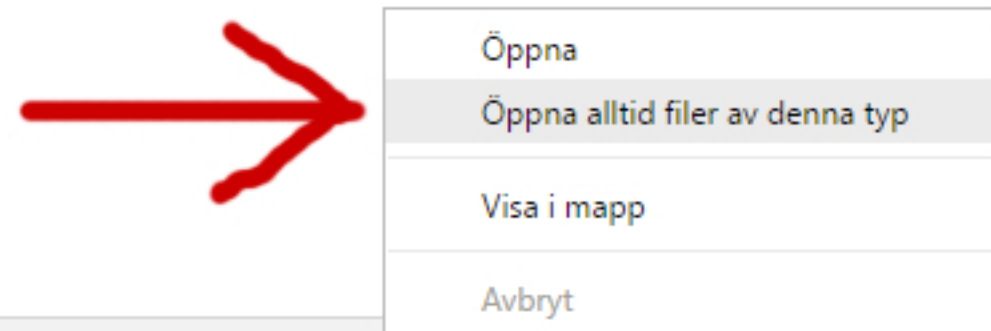 Öppna
Öppna alltid filer av denna typ
Visa i mapp
Avbryt